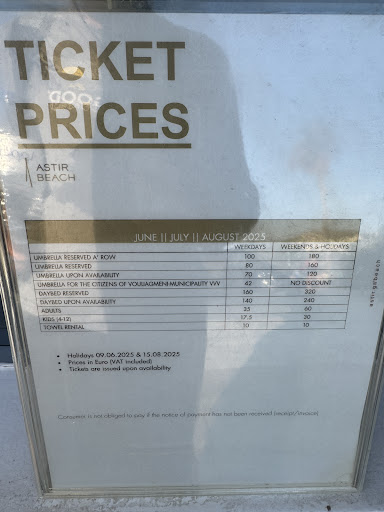 TICKET
PRICES
ASTIR
BEACH
JUNE || JULY || AUGUST 2025
WEEKDAYS WEEKENDS & HOLIDAYS
UMBRELLA RESERVED A' ROW 100 180
UMBRELLA RESERVED 80 160
UMBRELLA UPON AVAILABILITY 70 120
UMBRELLA FOR THE CITIZENS OF VOULIAGMENI-MUNICIPALITY VVV 42 NO DISCOUNT
DAYBED RESERVED 160 320
DAYBED UPON AVAILABILITY 140 240
ADULTS 35 60
KIDS (4-12) 17.5 30
TOWEL RENTAL 10 10
• Holidays 09.06.2025 & 15.08.2025
• Prices in Euro (VAT included)
• Tickets are issued upon availability
Consumer is not obliged to pay if the notice of payment has not been received (receipt/invoice)